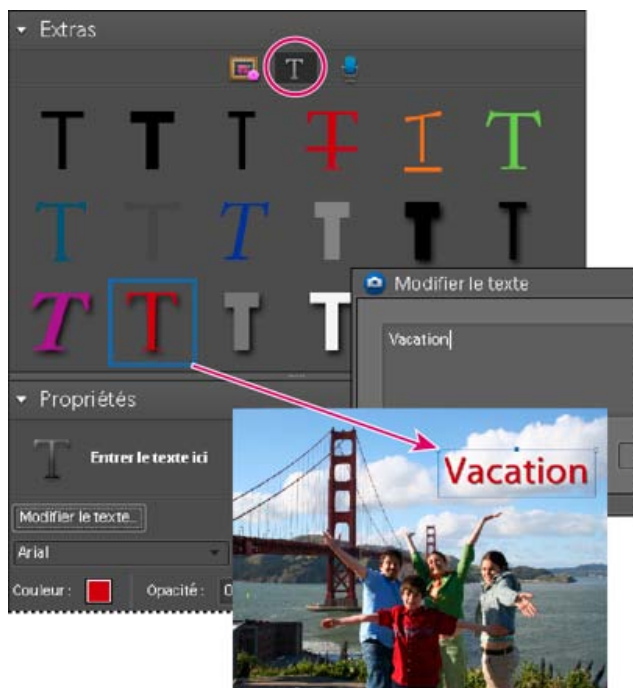 Extras
T
T T T T T T
T T T T T T
T T T T
Modifier le texte
Vacation
Propriétés
T Entrer le texte ici
Vacation
Modifier le texte...
Arial
Couleur : Opacité :